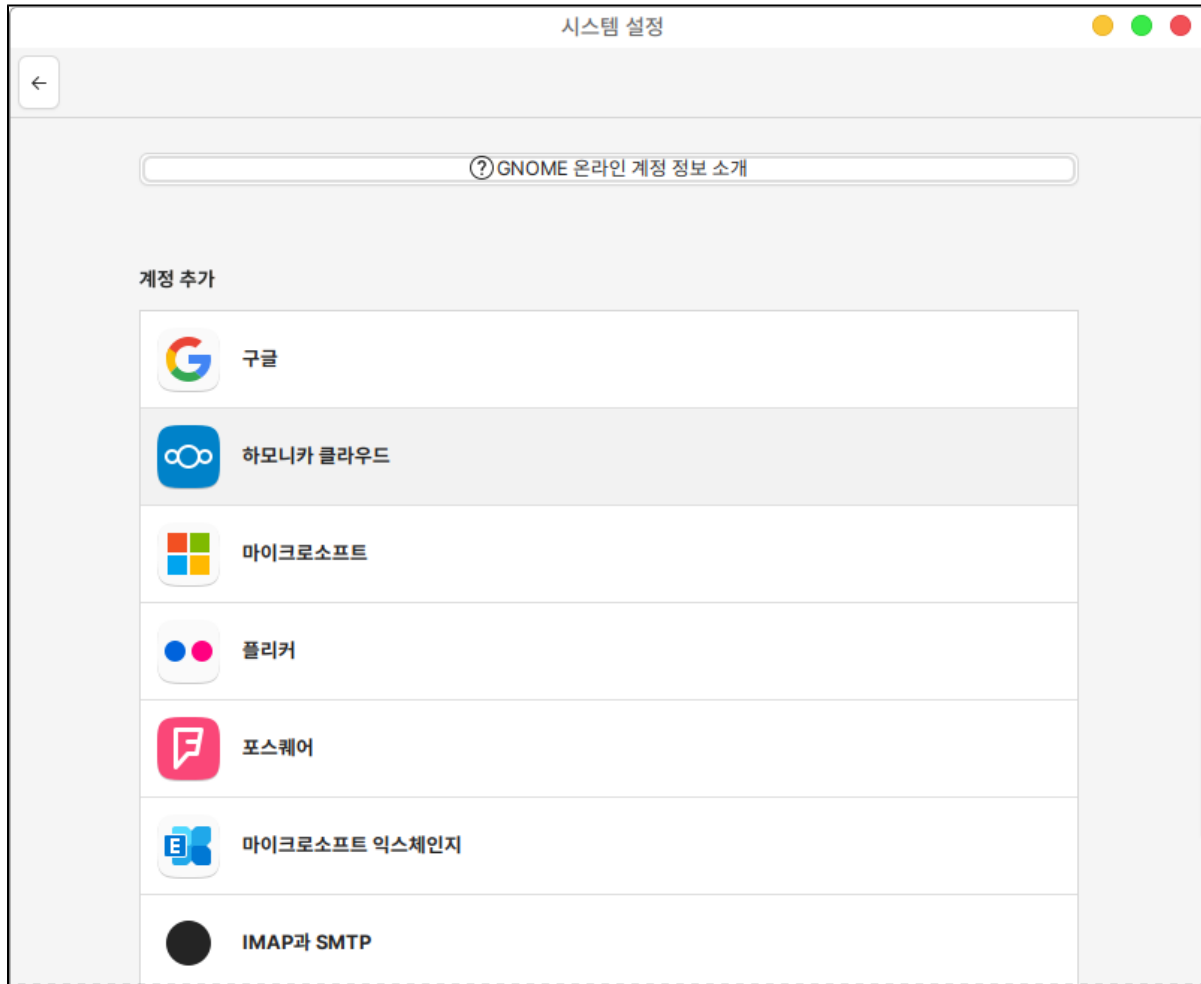 시스템 설정
GNOME 온라인 계정 정보 소개
계정 추가
구글
하모니카 클라우드
마이크로소프트
플리커
포스퀘어
마이크로소프트 익스체인지
IMAP과 SMTP